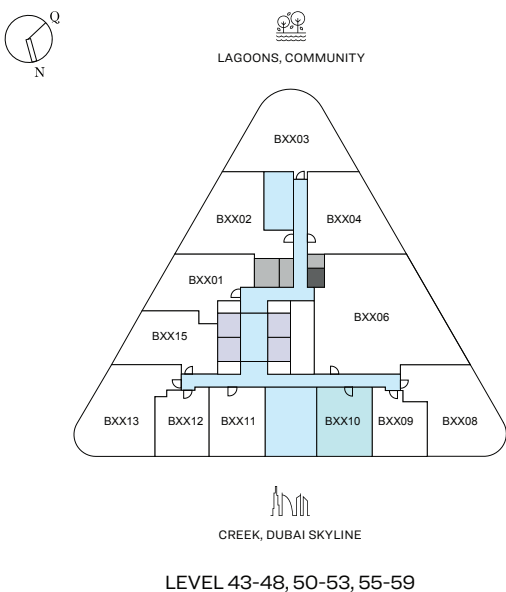 Q
N
LAGOONS, COMMUNITY
BXX03
BXX02
BXX04
BXX01
BXX06
BXX15
BXX13
BXX12
BXX11
BXX10
BXX09
BXX08
CREEK, DUBAI SKYLINE
LEVEL 43-48, 50-53, 55-59